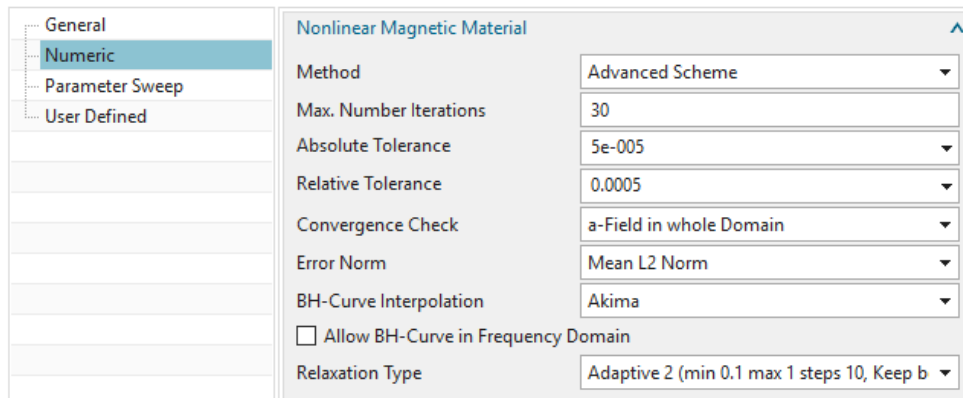 General
Numeric
Parameter Sweep
User Defined
Nonlinear Magnetic Material
Method Advanced Scheme
Max. Number Iterations 30
Absolute Tolerance 5e-005
Relative Tolerance 0.0005
Convergence Check a-Field in whole Domain
Error Norm Mean L2 Norm
BH-Curve Interpolation Akima
Allow BH-Curve in Frequency Domain
Relaxation Type Adaptive 2 (min 0.1 max 1 steps 10, Keep b